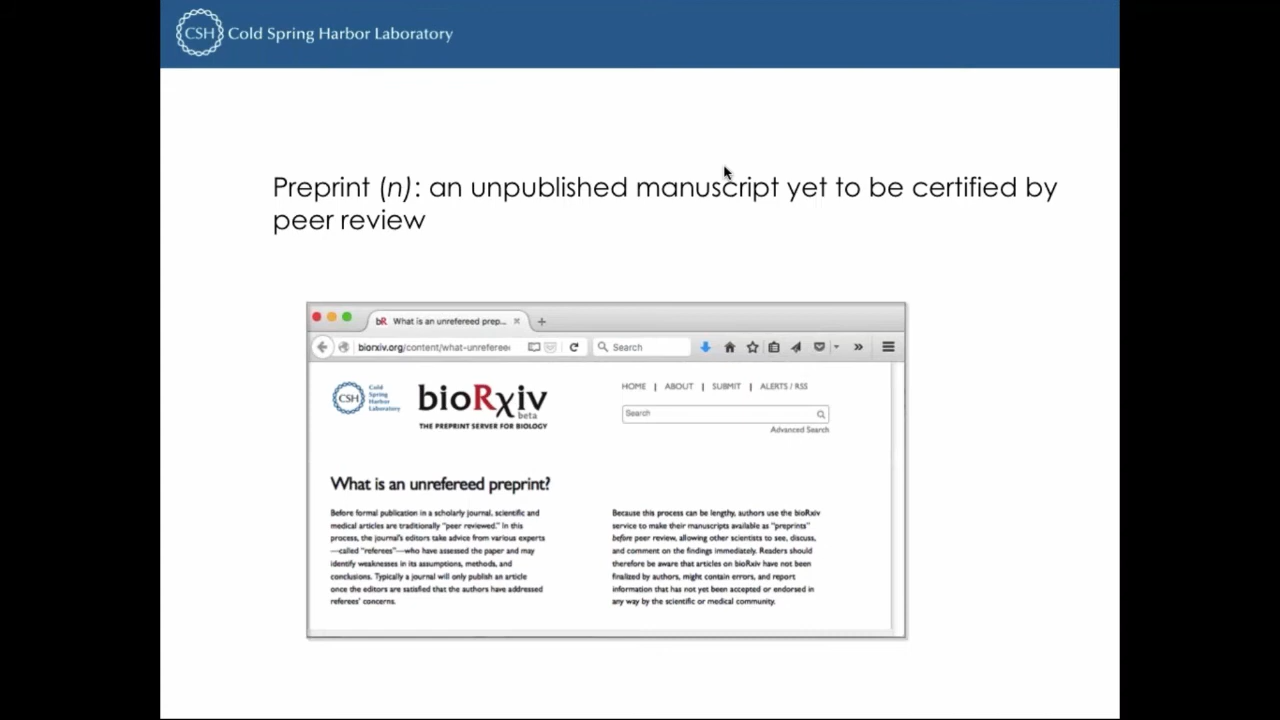 CSH Cold Spring Harbor Laboratory
Preprint (n): an unpublished manuscript yet to be certified by
peer review
bR What is an unrefereed prep...
biorxiv.org/content/what-unrefereed
Search
CSH
Cold
Spring
Harbor
Laboratory
bioRχiv
beta
THE PREPRINT SERVER FOR BIOLOGY
HOME | ABOUT | SUBMIT | ALERTS / RSS
Search
Advanced Search
What is an unrefereed preprint?
Before formal publication in a scholarly journal, scientific and
medical articles are traditionally "peer reviewed." In this
process, the journal's editors take advice from various experts
—called "referees"—who have assessed the paper and may
identify weaknesses in its assumptions, methods, and
conclusions. Typically a journal will only publish an article
once the editors are satisfied that the authors have addressed
referees' concerns.
Because this process can be lengthy, authors use the bioRxiv
service to make their manuscripts available as "preprints"
before peer review, allowing other scientists to see, discuss,
and comment on the findings immediately. Readers should
therefore be aware that articles on bioRxiv have not been
finalized by authors, might contain errors, and report
information that has not yet been accepted or endorsed in
any way by the scientific or medical community.